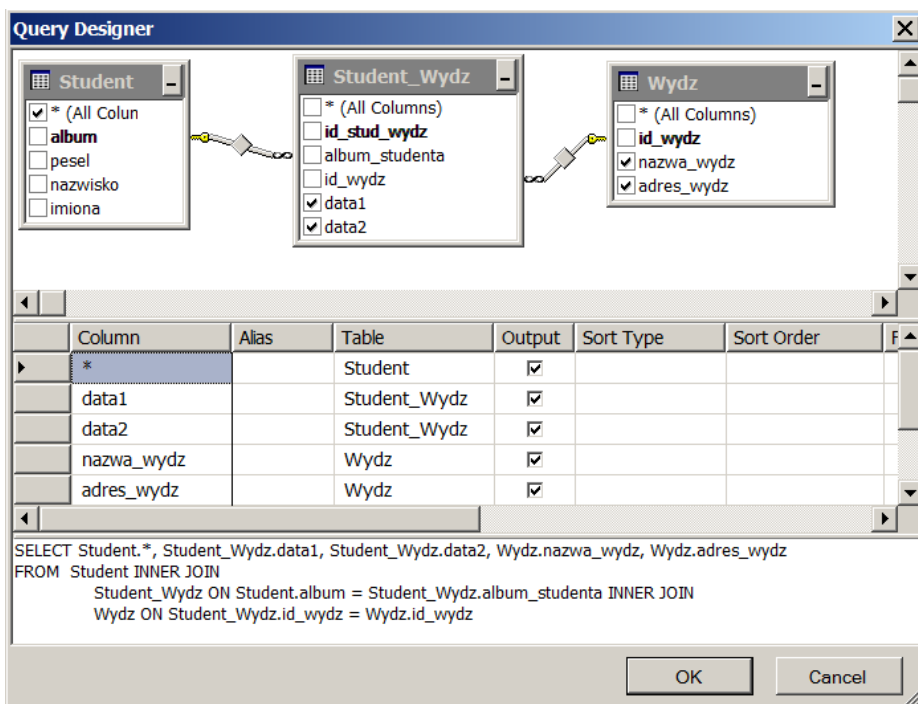 Query Designer
Student
* (All Colun
album
pesel
nazwisko
imiona
Student_Wydz
* (All Columns)
id_stud_wydz
album_studenta
id_wydz
data1
data2
Wydz
* (All Columns)
id_wydz
nazwa_wydz
adres_wydz
Column Alias Table Output Sort Type Sort Order F
* Student
data1 Student_Wydz
data2 Student_Wydz
nazwa_wydz Wydz
adres_wydz Wydz
SELECT Student.*, Student_Wydz.data1, Student_Wydz.data2, Wydz.nazwa_wydz, Wydz.adres_wydz
FROM Student INNER JOIN
Student_Wydz ON Student.album = Student_Wydz.album_studenta INNER JOIN
Wydz ON Student_Wydz.id_wydz = Wydz.id_wydz
OK Cancel